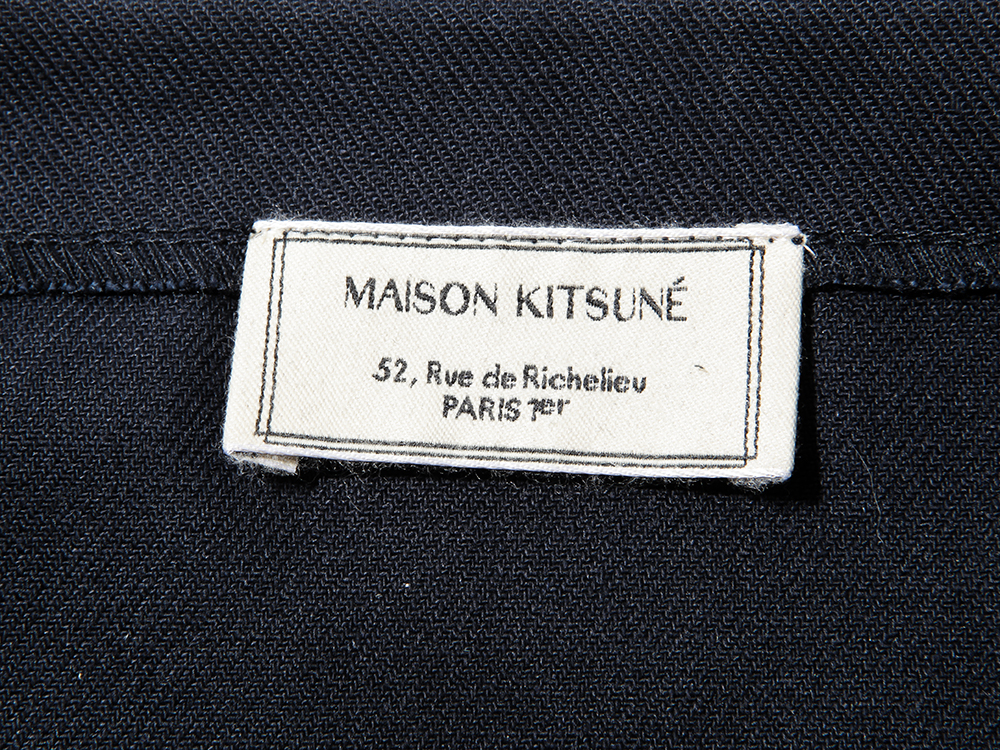 MAISON KITSUNÉ
52, Rue de Richelieu
PARIS 1er